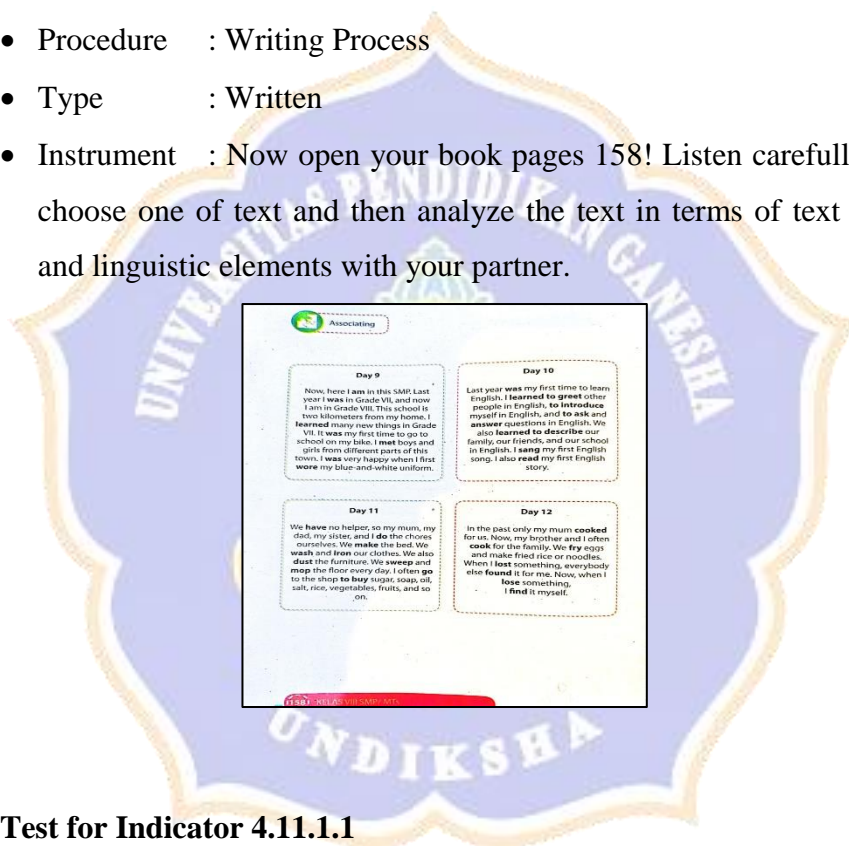 • Procedure : Writing Process
• Type : Written
• Instrument : Now open your book pages 158! Listen carefull
choose one of text and then analyze the text in terms of text
and linguistic elements with your partner.
UNIVERSITAS PENDIDIKAN GANESHA
Associating
Day 9
Now, here I am in this SMP. Last
year I was in Grade VII, and now
I am in Grade VIII. This school is
two kilometers from my home. I
learned many new things in Grade
VII. It was my first time to go to
school on my bike. I met boys and
girls from different parts of this
town. I was very happy when I first
wore my blue-and-white uniform.
Day 10
Last year was my first time to learn
English. I learned to greet other
people in English, to introduce
myself in English, and to ask and
answer questions in English. We
also learned to describe our
family, our friends, and our school
in English. I sang my first English
song. I also read my first English
story.
Day 11
We have no helper, so my mum, my
dad, my sister, and I do the chores
ourselves. We make the bed. We
wash and iron our clothes. We also
dust the furniture. We sweep and
mop the floor every day. I often go
to the shop to buy sugar, soap, oil,
salt, rice, vegetables, fruits, and so
on.
Day 12
In the past only my mum cooked
for us. Now, my brother and I often
cook for the family. We fry eggs
and make fried rice or noodles.
When I lost something, everybody
else found it for me. Now, when I
lose something,
I find it myself.
158 KELAS VIII SMP/ MTs
UNDIKSHA
Test for Indicator 4.11.1.1